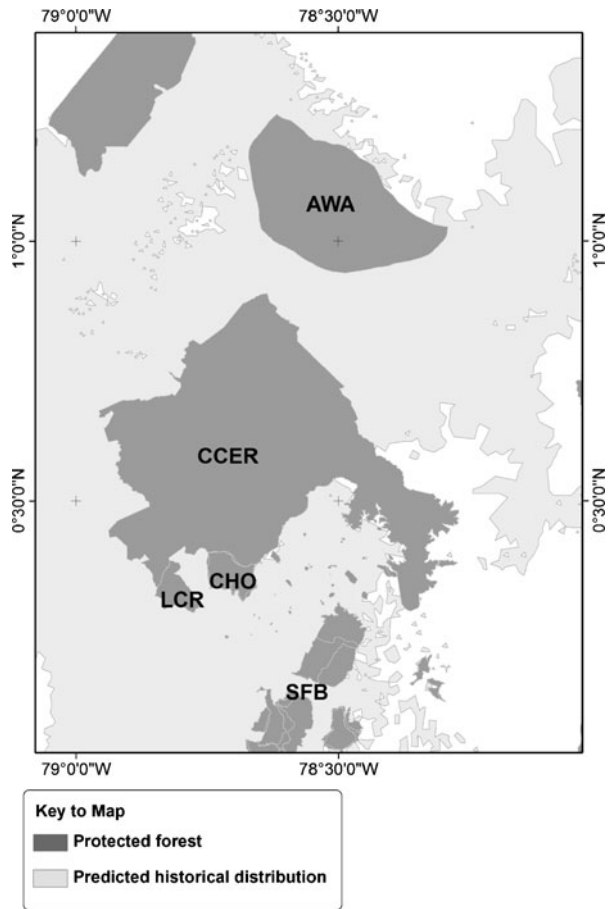 79°0'0"W 78°30'0"W
AWA
1°0'0"N 1°0'0"N
CCER
0°30'0"N 0°30'0"N
CHO
LCR
SFB
79°0'0"W 78°30'0"W
Key to Map
Protected forest
Predicted historical distribution